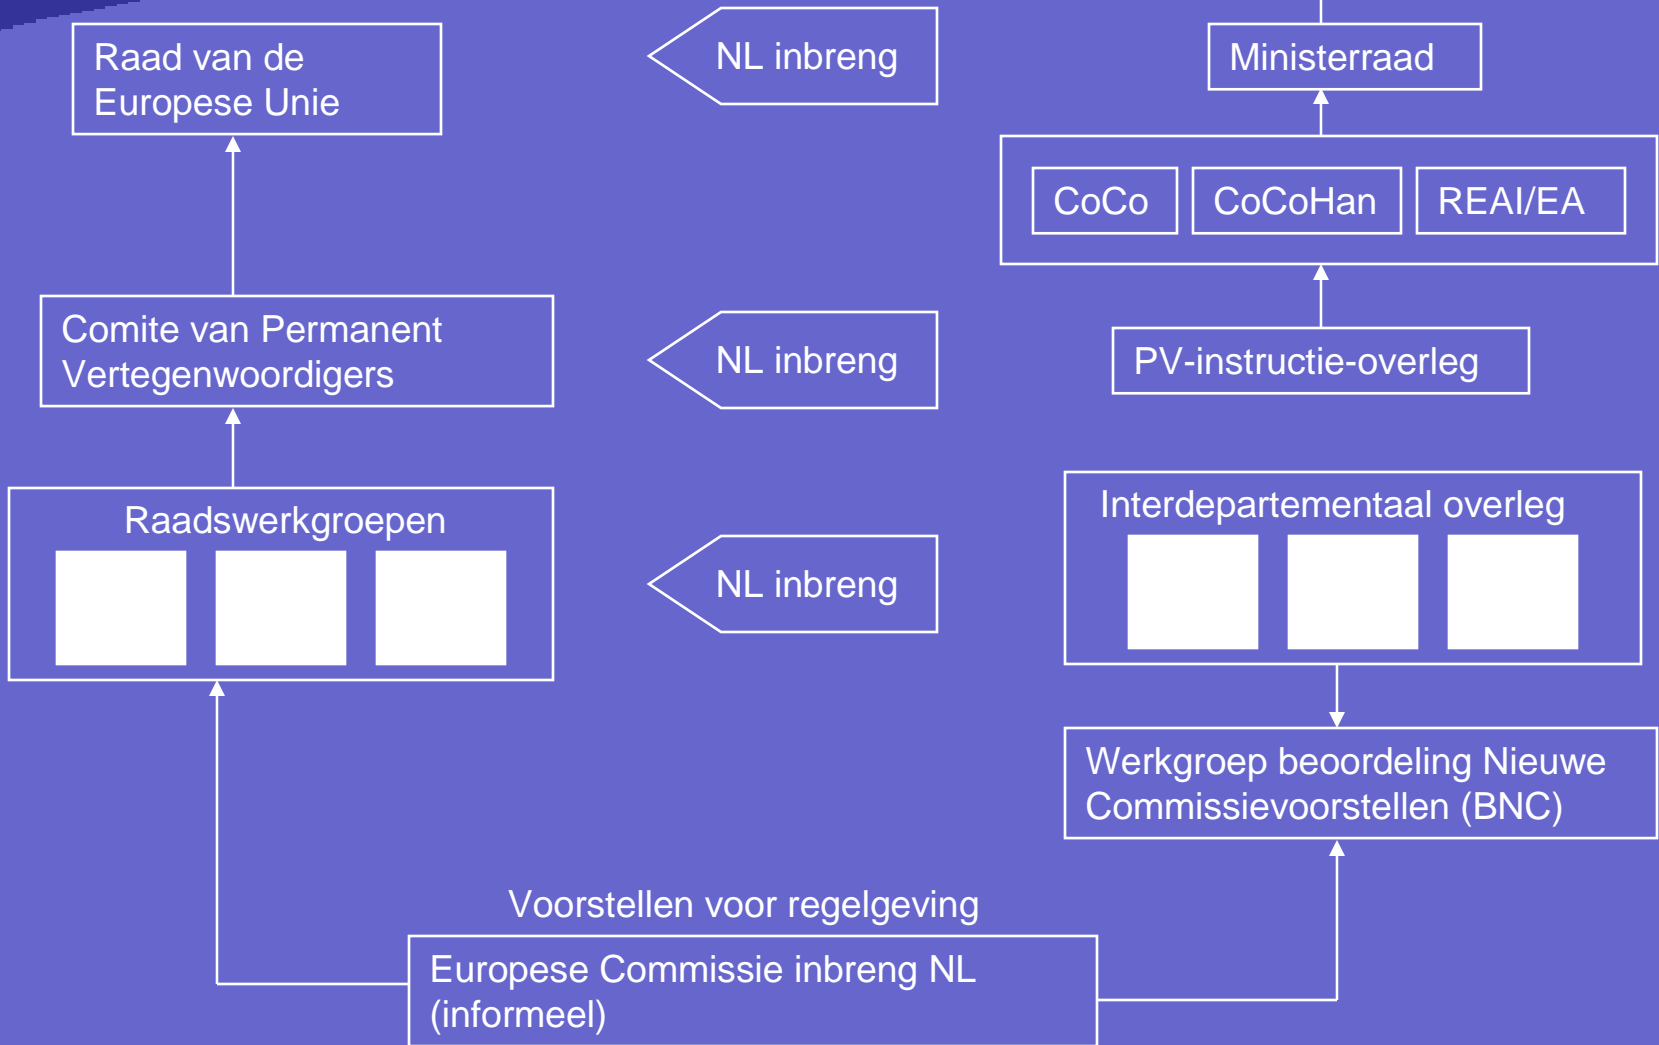 Raad van de
Europese Unie
NL inbreng
Ministerraad
CoCo
CoCoHan
REAI/EA
Comite van Permanent
Vertegenwoordigers
NL inbreng
PV-instructie-overleg
Raadswerkgroepen
NL inbreng
Interdepartementaal overleg
Werkgroep beoordeling Nieuwe
Commissievoorstellen (BNC)
Voorstellen voor regelgeving
Europese Commissie inbreng NL
(informeel)